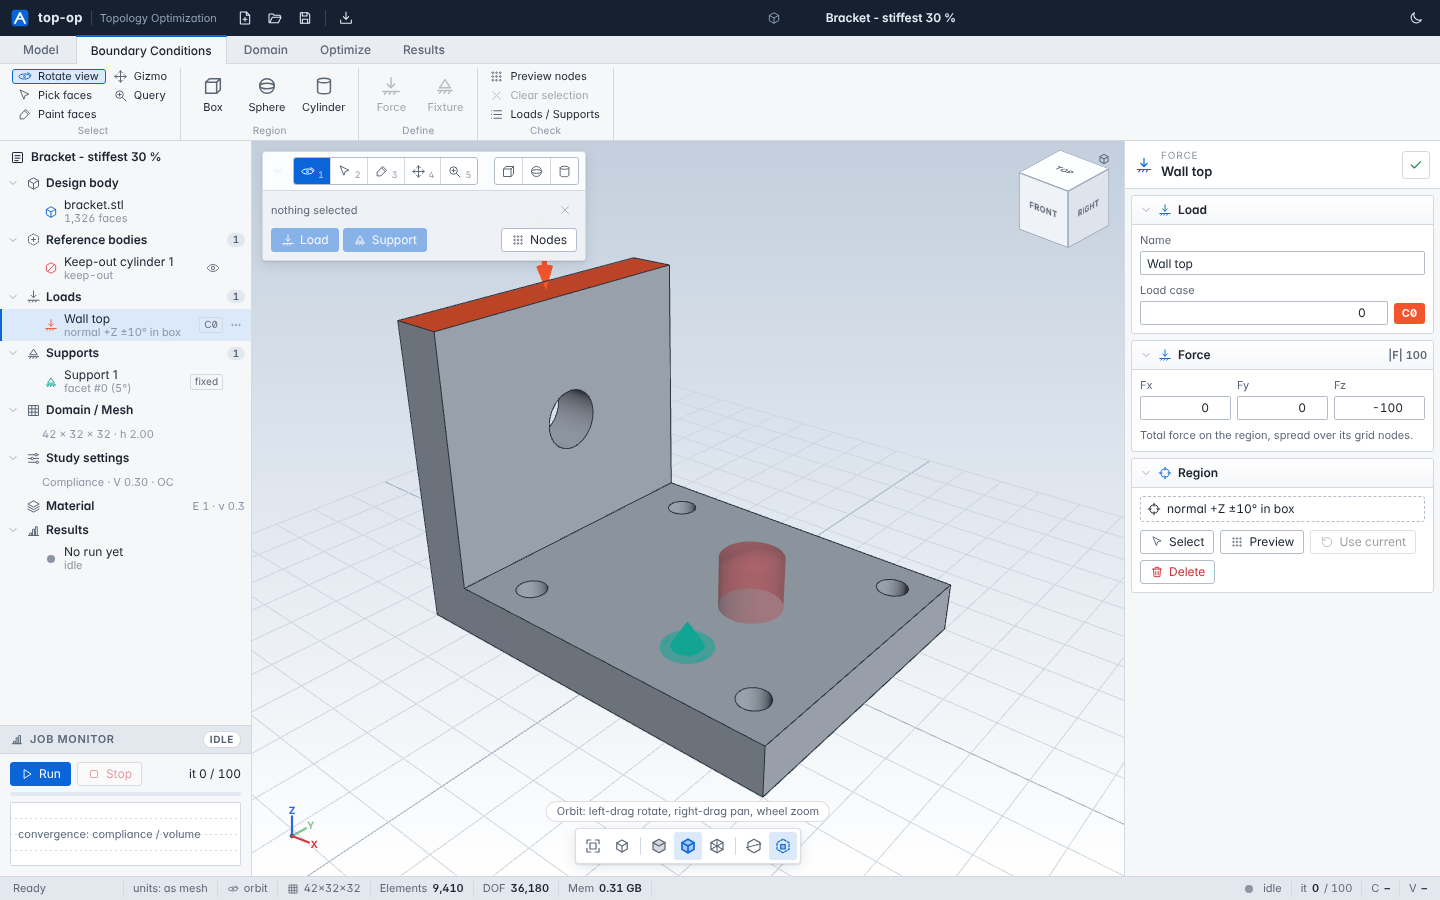 top-op
Topology Optimization
Bracket - stiffest 30 %
Model
Boundary Conditions
Domain
Optimize
Results
Rotate view
Gizmo
Pick faces
Query
Paint faces
Select
Box
Sphere
Cylinder
Region
Force
Fixture
Define
Preview nodes
Clear selection
Loads / Supports
Check
Bracket - stiffest 30 %
Design body
bracket.stl
1,326 faces
Reference bodies
1
Keep-out cylinder 1
keep-out
Loads
1
Wall top
normal +Z ±10° in box
C0
Supports
1
Support 1
facet #0 (5°)
fixed
Domain / Mesh
42 × 32 × 32 · h 2.00
Study settings
Compliance · V 0.30 · OC
Material
E 1 · ν 0.3
Results
No run yet
idle
JOB MONITOR
IDLE
Run
Stop
it 0 / 100
convergence: compliance / volume
1
2
3
4
5
nothing selected
Load
Support
Nodes
TOP
FRONT
RIGHT
Z
Y
X
Orbit: left-drag rotate, right-drag pan, wheel zoom
FORCE
Wall top
Load
Name
Wall top
Load case
0
C0
Force
|F| 100
Fx
Fy
Fz
0
0
-100
Total force on the region, spread over its grid nodes.
Region
normal +Z ±10° in box
Select
Preview
Use current
Delete
Ready
units: as mesh
orbit
42×32×32
Elements 9,410
DOF 36,180
Mem 0.31 GB
idle
it 0 / 100
C –
V –